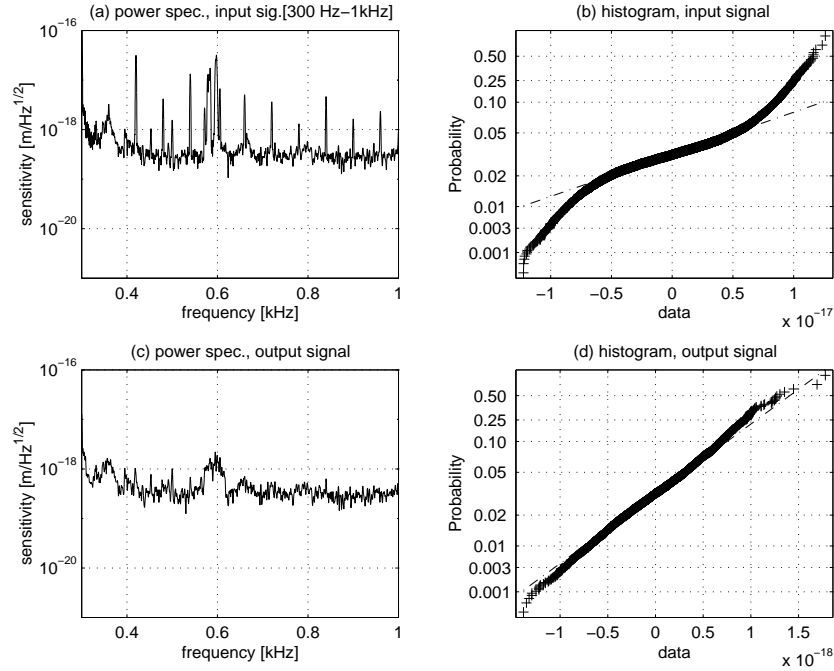 (a) power spec., input sig.[300 Hz−1kHz]
10^−16
10^−18
10^−20
sensitivity [m/Hz^1/2]
0.4 0.6 0.8 1
frequency [kHz]
(b) histogram, input signal
0.50
0.25
0.10
0.05
0.02
0.01
0.003
0.001
Probability
−1 −0.5 0 0.5 1
data
x 10^−17
(c) power spec., output signal
10^−16
10^−18
10^−20
sensitivity [m/Hz^1/2]
0.4 0.6 0.8 1
frequency [kHz]
(d) histogram, output signal
0.50
0.25
0.10
0.05
0.02
0.01
0.003
0.001
Probability
−1 −0.5 0 0.5 1 1.5
data
x 10^−18